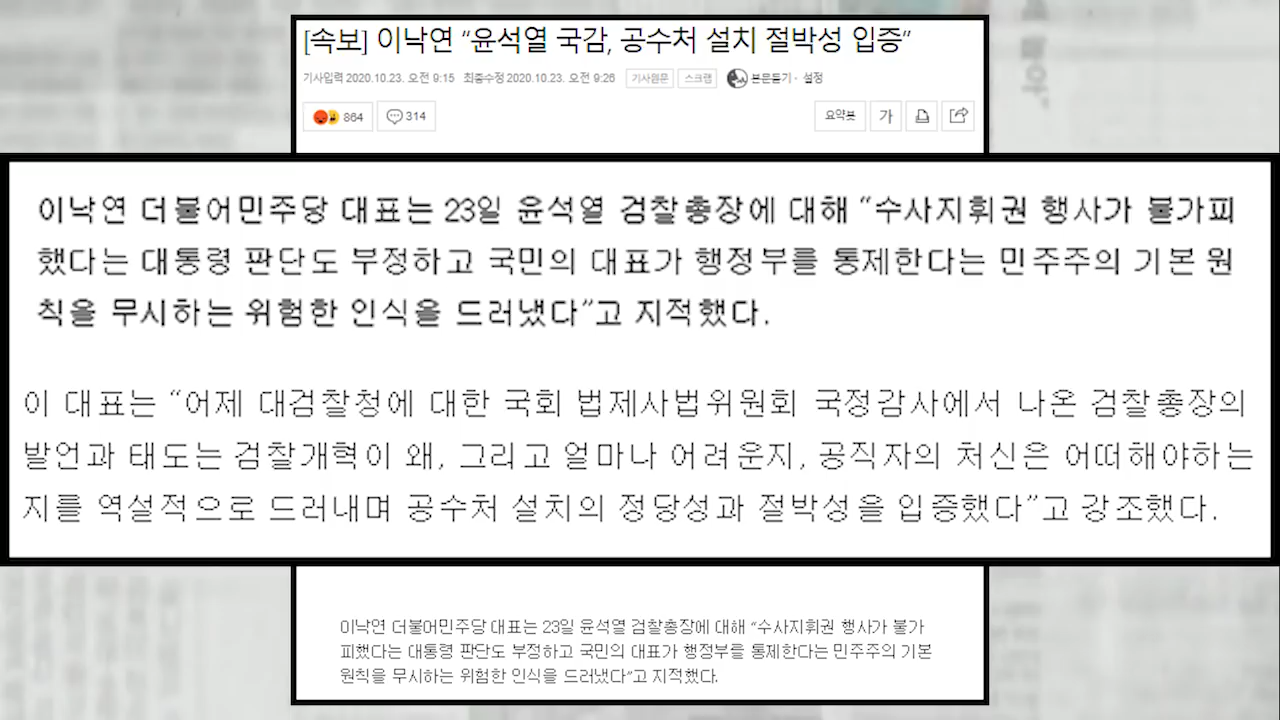 [속보] 이낙연 “윤석열 국감, 공수처 설치 절박성 입증”
기사입력 2020.10.23. 오전 9:15 최종수정 2020.10.23. 오전 9:26 기사원문 스크랩 본문듣기 · 설정
864 314 요약봇 가
이낙연 더불어민주당 대표는 23일 윤석열 검찰총장에 대해 “수사지휘권 행사가 불가피
했다는 대통령 판단도 부정하고 국민의 대표가 행정부를 통제한다는 민주주의 기본 원
칙을 무시하는 위험한 인식을 드러냈다”고 지적했다.
이 대표는 “어제 대검찰청에 대한 국회 법제사법위원회 국정감사에서 나온 검찰총장의
발언과 태도는 검찰개혁이 왜, 그리고 얼마나 어려운지, 공직자의 처신은 어떠해야하는
지를 역설적으로 드러내며 공수처 설치의 정당성과 절박성을 입증했다”고 강조했다.
이낙연 더불어민주당 대표는 23일 윤석열 검찰총장에 대해 “수사지휘권 행사가 불가
피했다는 대통령 판단도 부정하고 국민의 대표가 행정부를 통제한다는 민주주의 기본
원칙을 무시하는 위험한 인식을 드러냈다”고 지적했다.